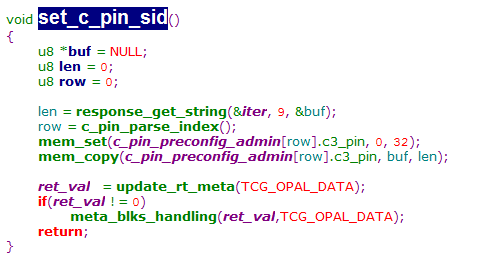 void set_c_pin_sid()
{
u8 *buf = NULL;
u8 len = 0;
u8 row = 0;
len = response_get_string(&iter, 9, &buf);
row = c_pin_parse_index();
mem_set(c_pin_preconfig_admin[row].c3_pin, 0, 32);
mem_copy(c_pin_preconfig_admin[row].c3_pin, buf, len);
ret_val = update_rt_meta(TCG_OPAL_DATA);
if(ret_val != 0)
meta_blks_handling(ret_val,TCG_OPAL_DATA);
return;
}